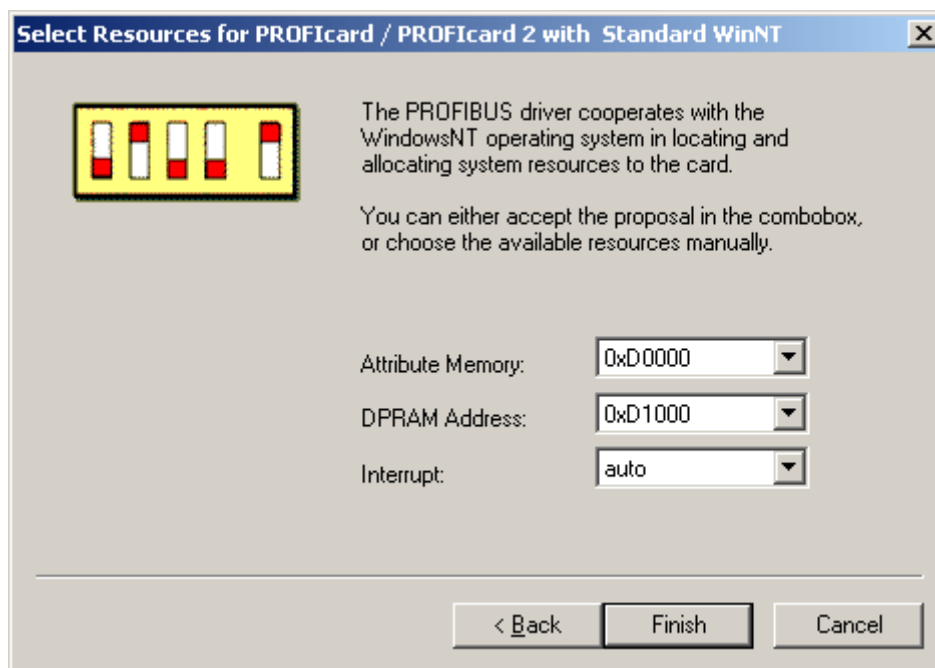 Select Resources for PROFIcard / PROFIcard 2 with  Standard WinNT
The PROFIBUS driver cooperates with the
WindowsNT operating system in locating and
allocating system resources to the card.
You can either accept the proposal in the combobox,
or choose the available resources manually.
Attribute Memory: 0xD0000
DPRAM Address: 0xD1000
Interrupt: auto
< Back Finish Cancel